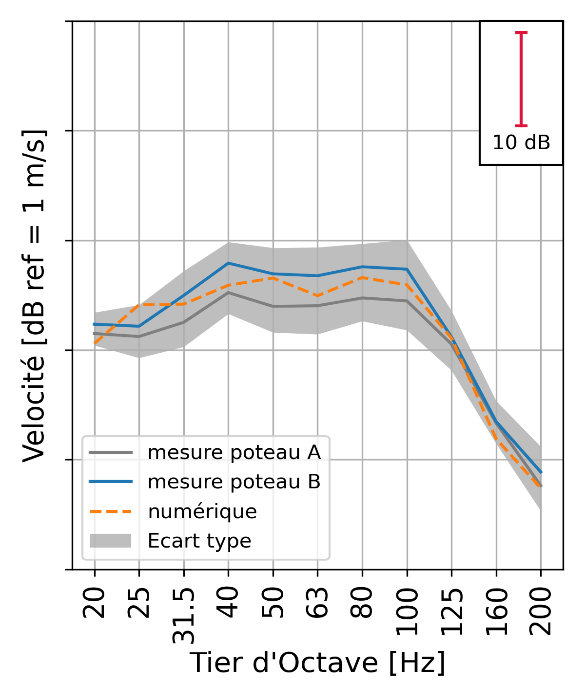 10 dB
Velocité [dB ref = 1 m/s]
mesure poteau A
mesure poteau B
numérique
Ecart type
20 25 31.5 40 50 63 80 100 125 160 200
Tier d'Octave [Hz]